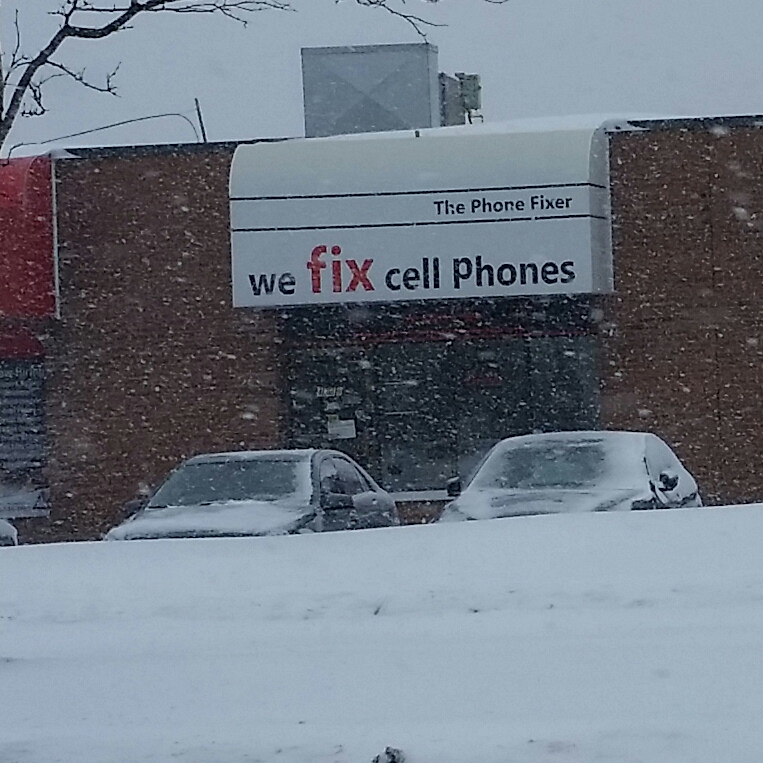 The Phone Fixer
we fix cell phones